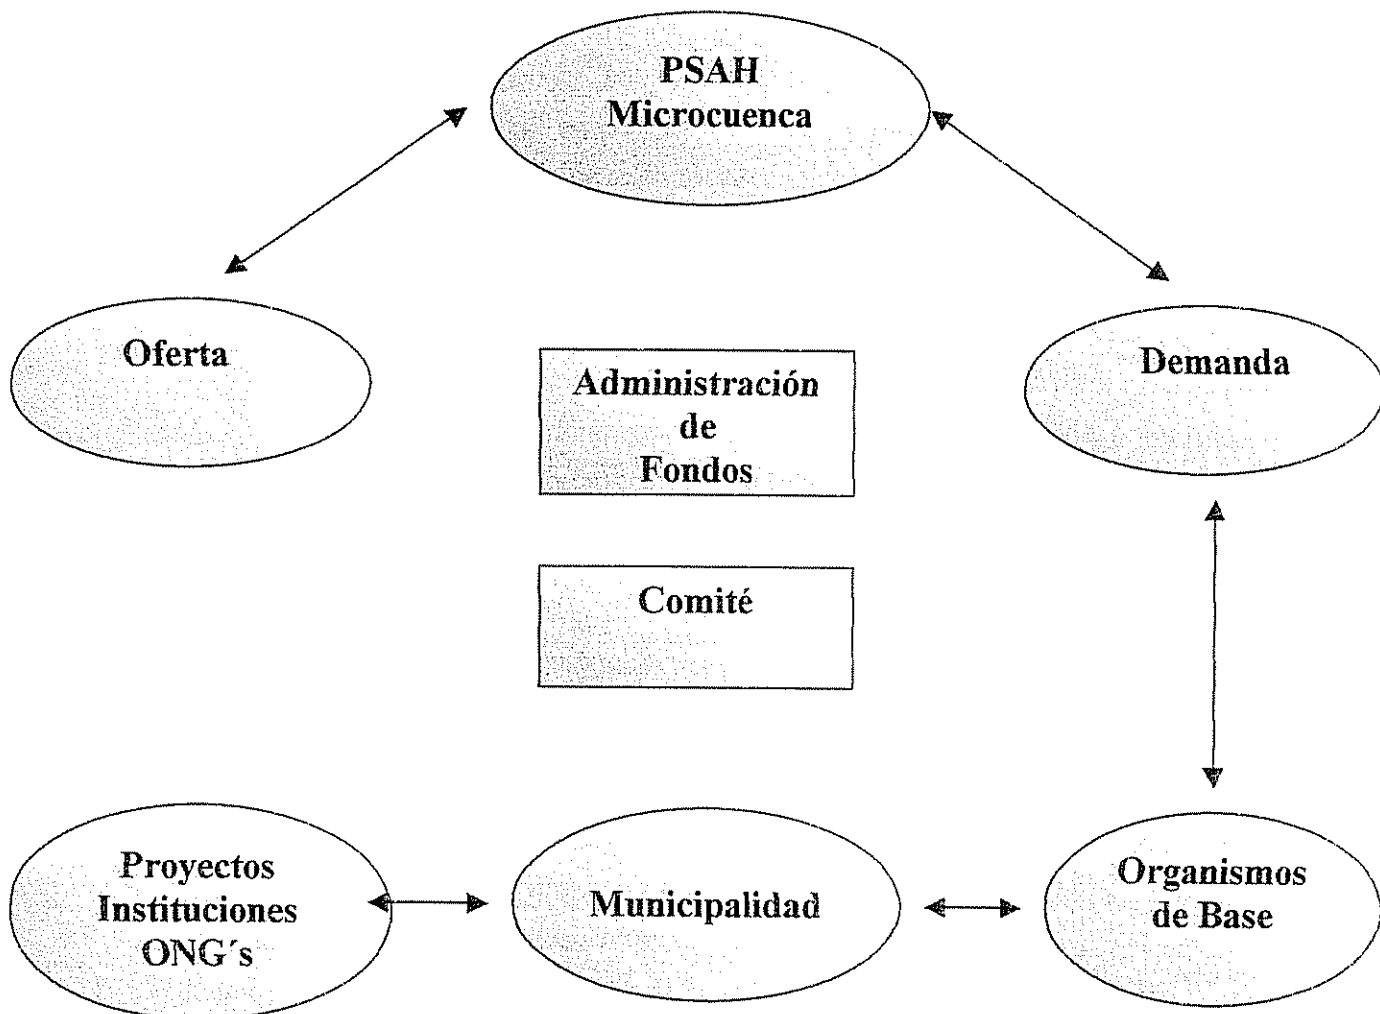 PSAH
Microcuenca
Oferta
Demanda
Administración
de
Fondos
Comité
Proyectos
Instituciones
ONG´s
Municipalidad
Organismos
de Base